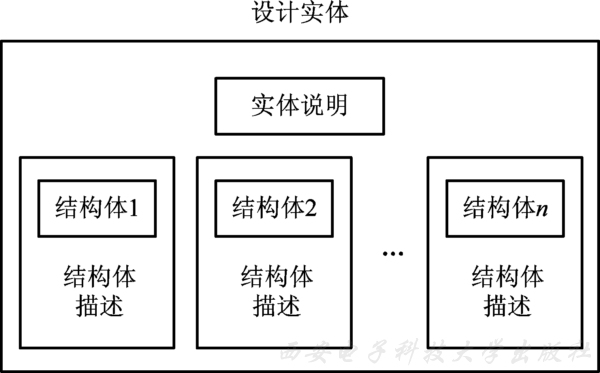 设计实体
实体说明
结构体1
结构体2
结构体n
...
结构体
描述
结构体
描述
结构体
描述
西安电子科技大学出版社